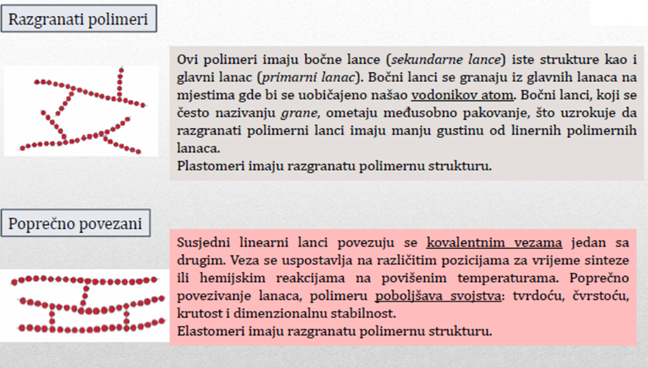 Razgranati polimeri
Ovi polimeri imaju bočne lance (sekundarne lance) iste strukture kao i
glavni lanac (primarni lanac). Bočni lanci se granaju iz glavnih lanaca na
mjestima gde bi se uobičajeno našao vodonikov atom. Bočni lanci, koji se
često nazivanju grane, ometaju međusobno pakovanje, što uzrokuje da
razgranati polimerni lanci imaju manju gustinu od linernih polimernih
lanaca.
Plastomeri imaju razgranatu polimernu strukturu.
Poprečno povezani
Susjedni linearni lanci povezuju se kovalentnim vezama jedan sa
drugim. Veza se uspostavlja na različitim pozicijama za vrijeme sinteze
ili hemijskim reakcijama na povišenim temperaturama. Poprečno
povezivanje lanaca, polimeru poboljšava svojstva: tvrdoću, čvrstoću,
krutost i dimenzionalnu stabilnost.
Elastomeri imaju razgranatu polimernu strukturu.